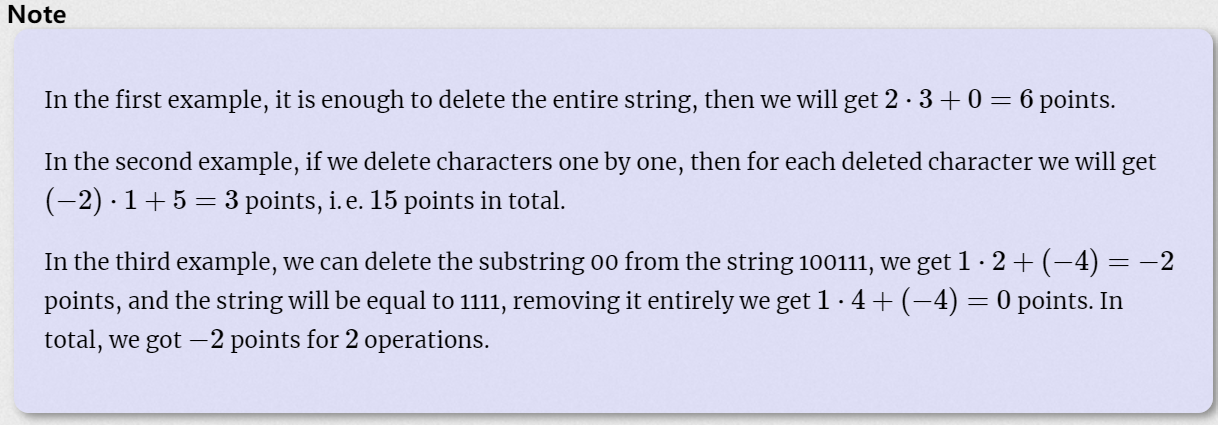 Note
In the first example, it is enough to delete the entire string, then we will get 2 · 3 + 0 = 6 points.
In the second example, if we delete characters one by one, then for each deleted character we will get
(−2) · 1 + 5 = 3 points, i. e. 15 points in total.
In the third example, we can delete the substring 00 from the string 100111, we get 1 · 2 + (−4) = −2
points, and the string will be equal to 1111, removing it entirely we get 1 · 4 + (−4) = 0 points. In
total, we got −2 points for 2 operations.